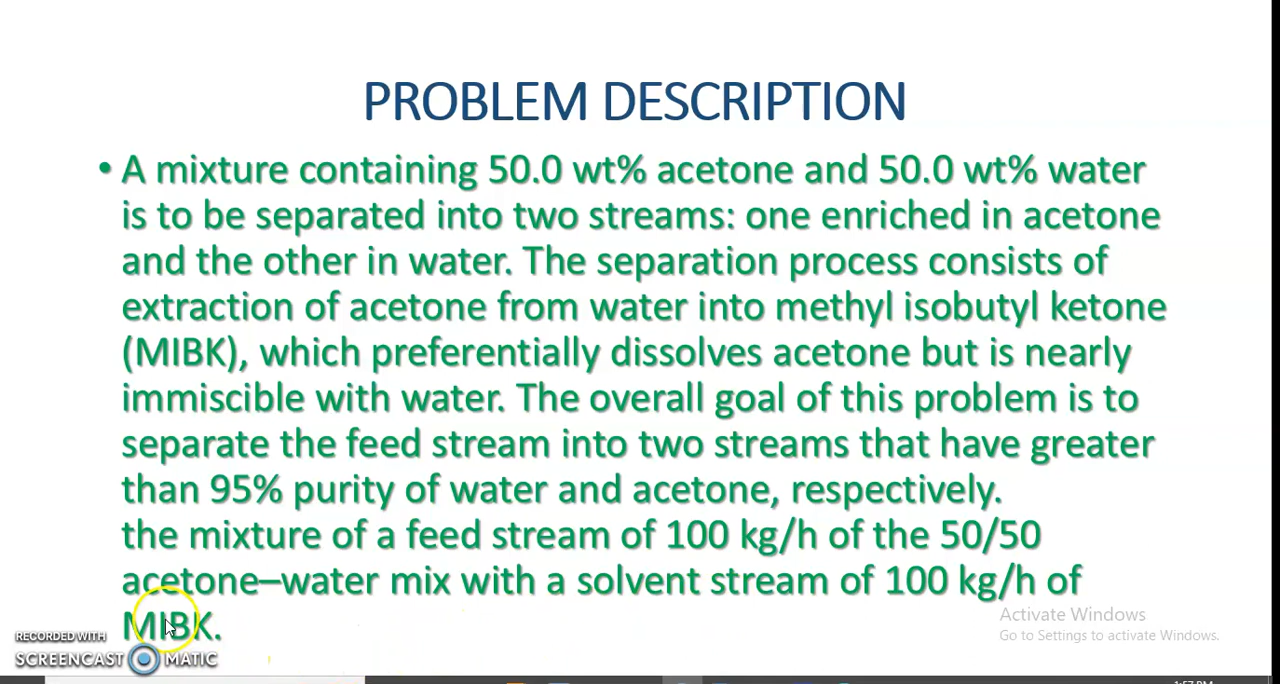 PROBLEM DESCRIPTION
• A mixture containing 50.0 wt% acetone and 50.0 wt% water
is to be separated into two streams: one enriched in acetone
and the other in water. The separation process consists of
extraction of acetone from water into methyl isobutyl ketone
(MIBK), which preferentially dissolves acetone but is nearly
immiscible with water. The overall goal of this problem is to
separate the feed stream into two streams that have greater
than 95% purity of water and acetone, respectively.
the mixture of a feed stream of 100 kg/h of the 50/50
acetone–water mix with a solvent stream of 100 kg/h of
MIBK.
Activate Windows
Go to Settings to activate Windows.
RECORDED WITH
SCREENCAST MATIC